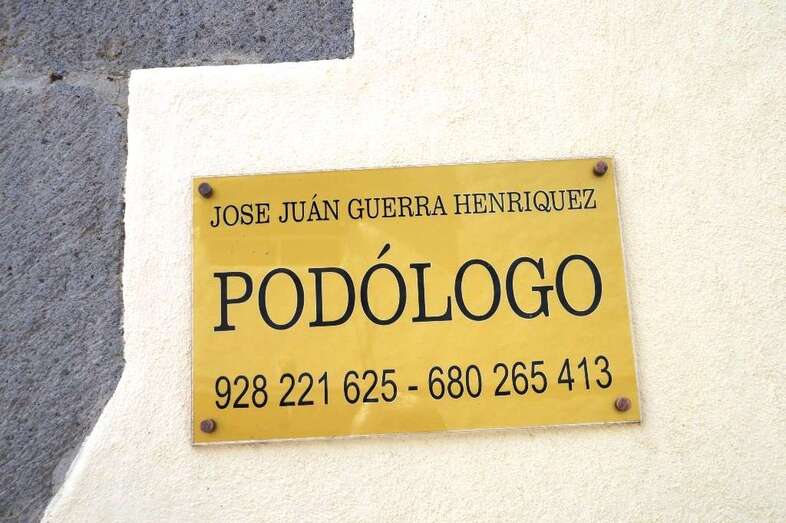 JOSE JUÁN GUERRA HENRIQUEZ
PODÓLOGO
928 221 625 - 680 265 413